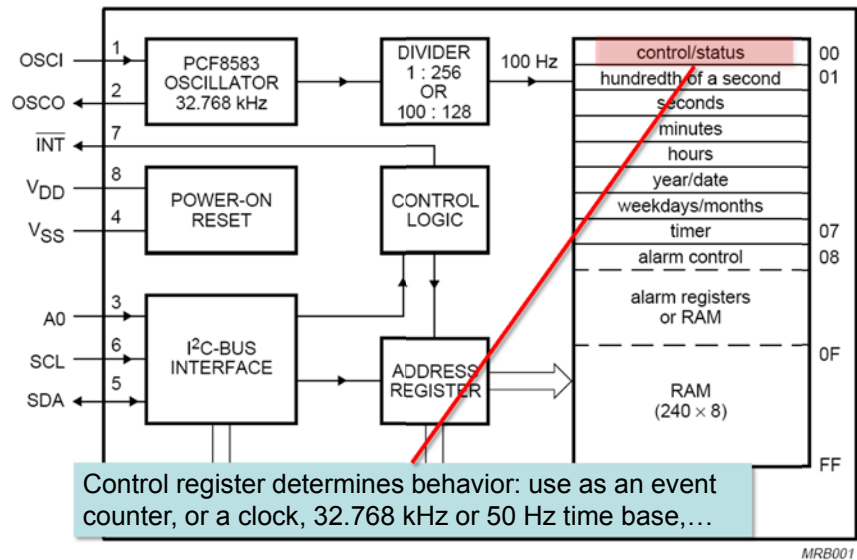 OSCI
1
OSCO
2
INT
7
VDD
8
VSS
4
A0
3
SCL
6
SDA
5
PCF8583
OSCILLATOR
32.768 kHz
DIVIDER
1 : 256
OR
100 : 128
100 Hz
POWER-ON
RESET
CONTROL
LOGIC
I²C-BUS
INTERFACE
ADDRESS
REGISTER
control/status
00
hundredth of a second
01
seconds
minutes
hours
year/date
weekdays/months
timer
07
alarm control
08
alarm registers
or RAM
0F
RAM
(240 × 8)
FF
Control register determines behavior: use as an event
counter, or a clock, 32.768 kHz or 50 Hz time base,…
MRB001